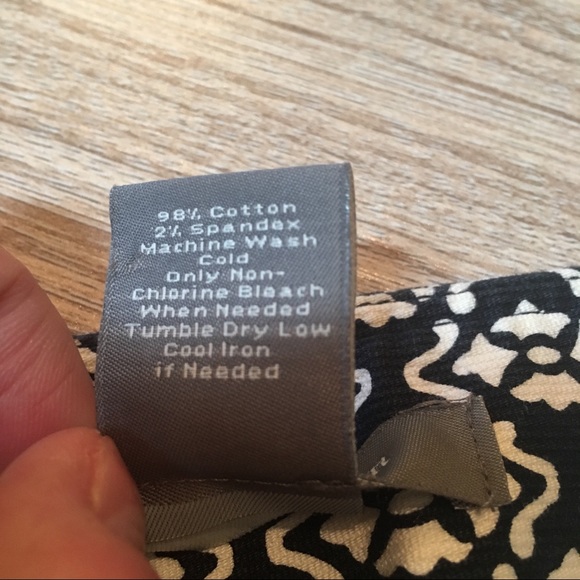 98% Cotton
2% Spandex
Machine Wash
Cold
Only Non-
Chlorine Bleach
When Needed
Tumble Dry Low
Cool Iron
if Needed